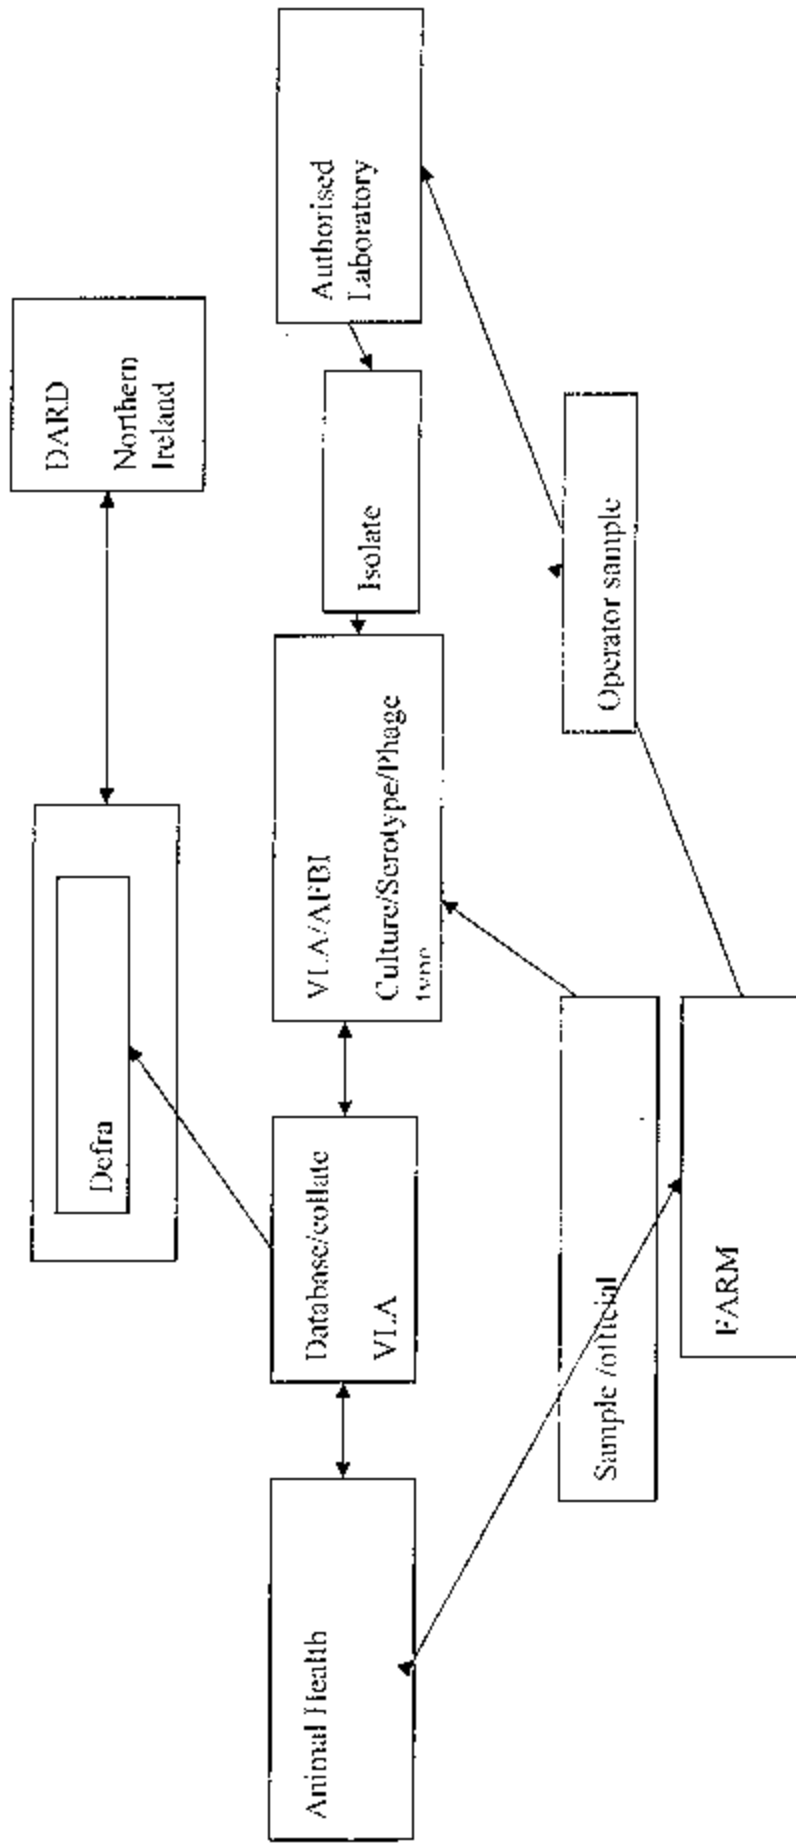 Defra
DARD
Northern
Ireland
Animal Health
Database/collate
VLA
VLA/AFBI
Culture/Serotype/Phage
type
Isolate
Authorised
Laboratory
Sample /official
Operator sample
FARM